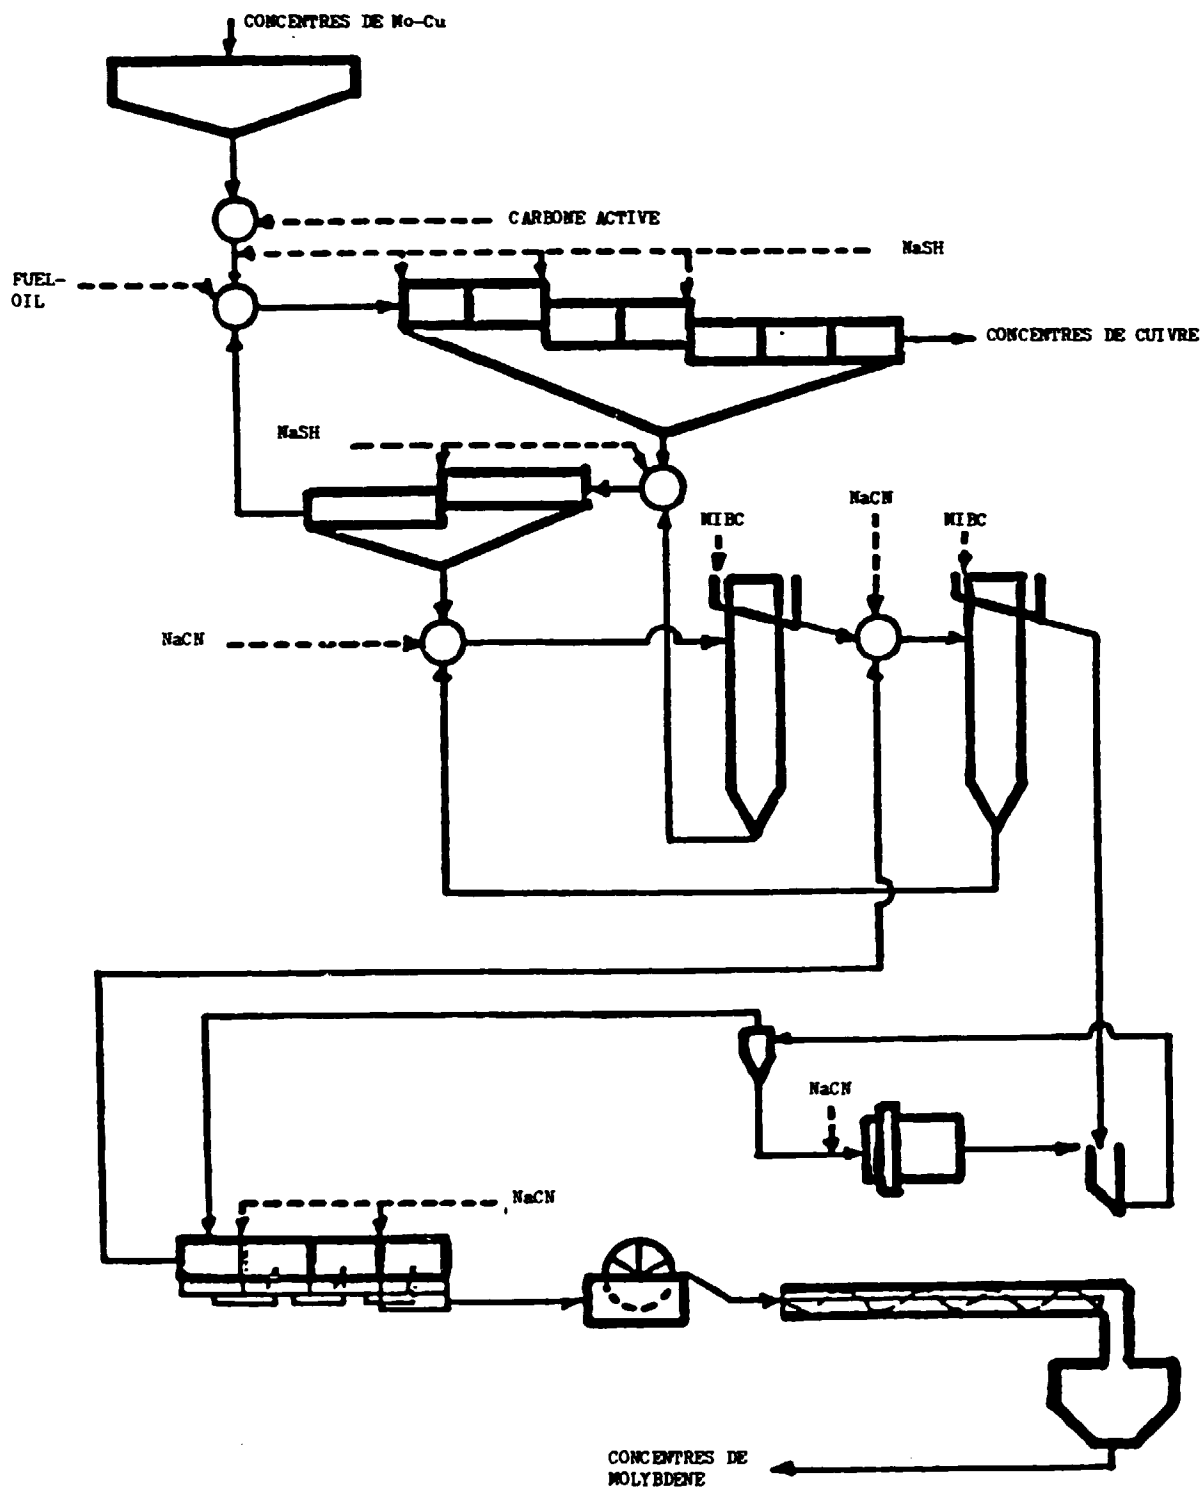 CONCENTRES DE Mo-Cu
CARBONE ACTIVE
NaSH
FUEL-
OIL
CONCENTRES DE CUIVRE
NaSH
NaCN
MIBC
MIBC
NaCN
NaCN
NaCN
CONCENTRES DE
MOLYBDENE